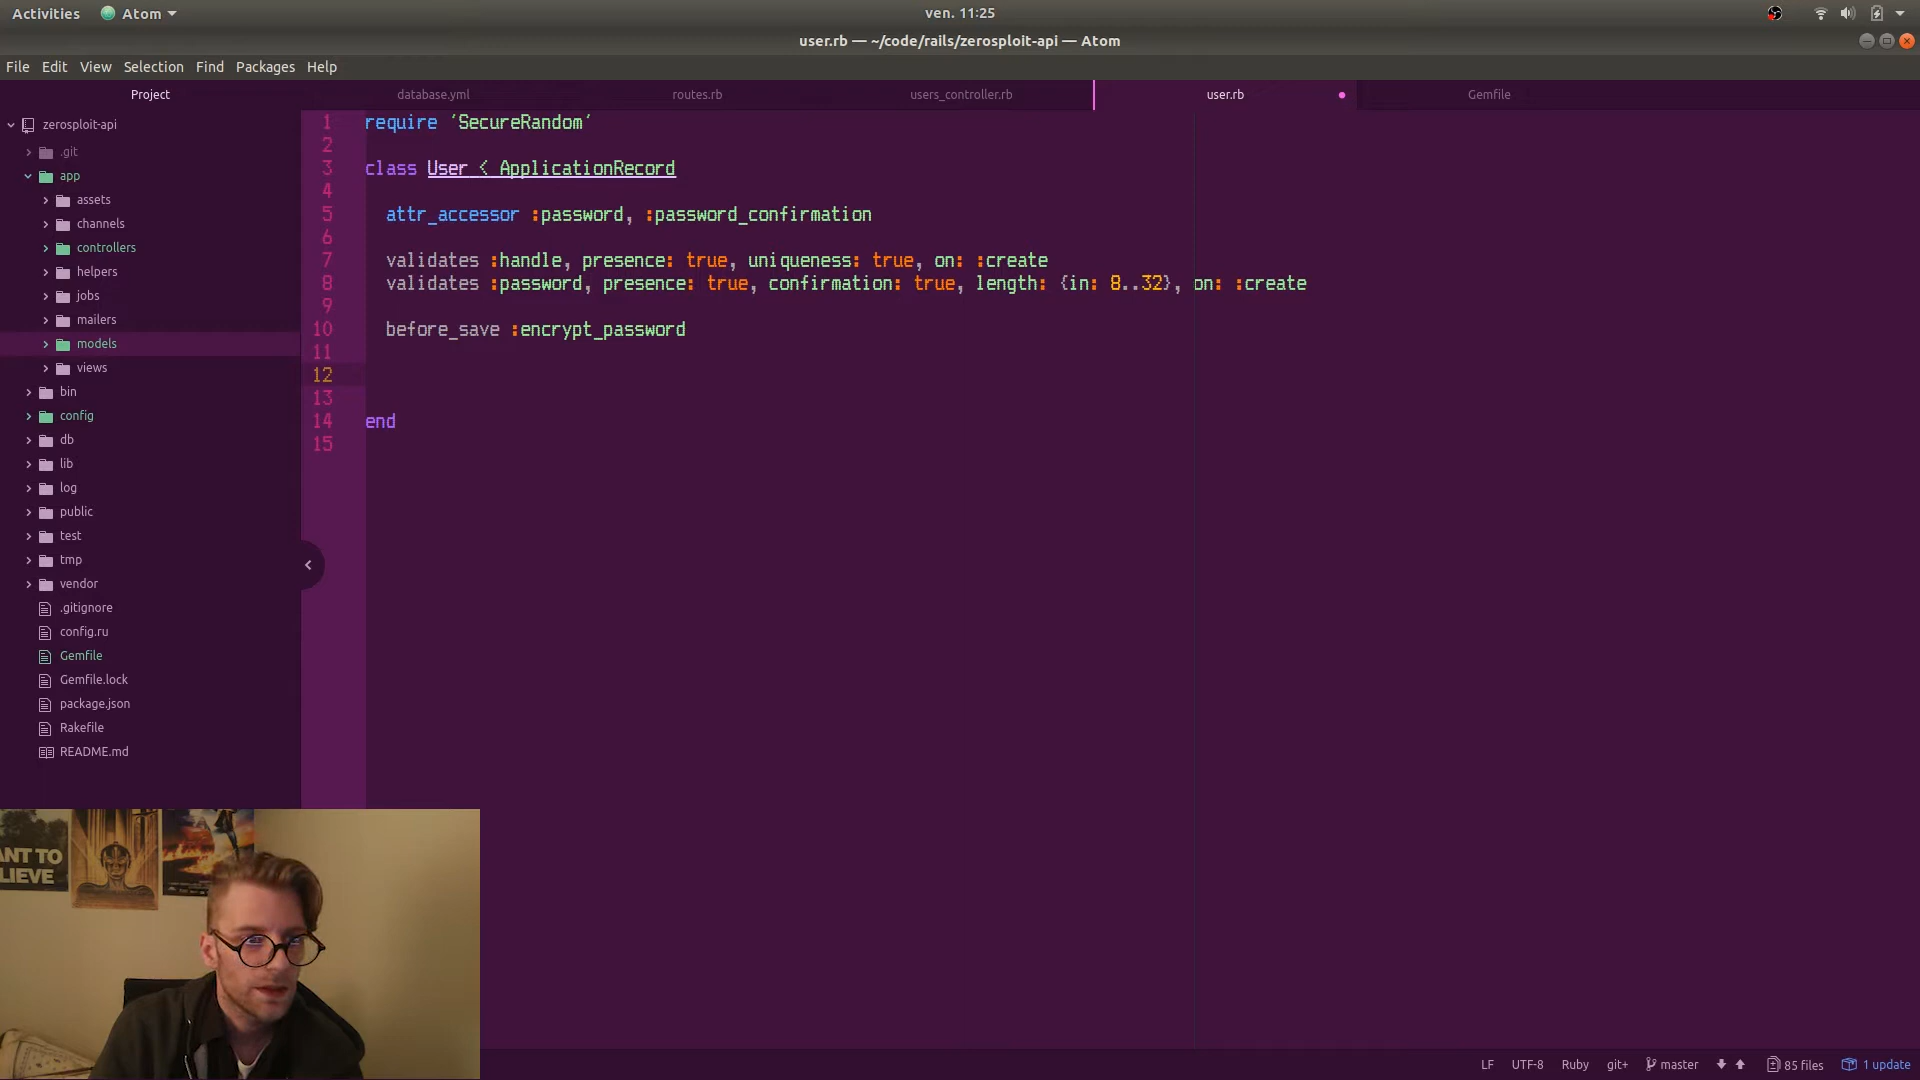 Activities Atom ven. 11:25
user.rb — ~/code/rails/zerosploit-api — Atom
File Edit View Selection Find Packages Help
Project database.yml routes.rb users_controller.rb user.rb Gemfile
zerosploit-api
.git
app
assets
channels
controllers
helpers
jobs
mailers
models
views
bin
config
db
lib
log
public
test
tmp
vendor
.gitignore
config.ru
Gemfile
Gemfile.lock
package.json
Rakefile
README.md
1 require 'SecureRandom'
2
3 class User < ApplicationRecord
4
5 attr_accessor :password, :password_confirmation
6
7 validates :handle, presence: true, uniqueness: true, on: :create
8 validates :password, presence: true, confirmation: true, length: {in: 8..32}, on: :create
9
10 before_save :encrypt_password
11
12
13
14 end
15
ANT TO
LIEVE
LF UTF-8 Ruby git+ master 85 files 1 update